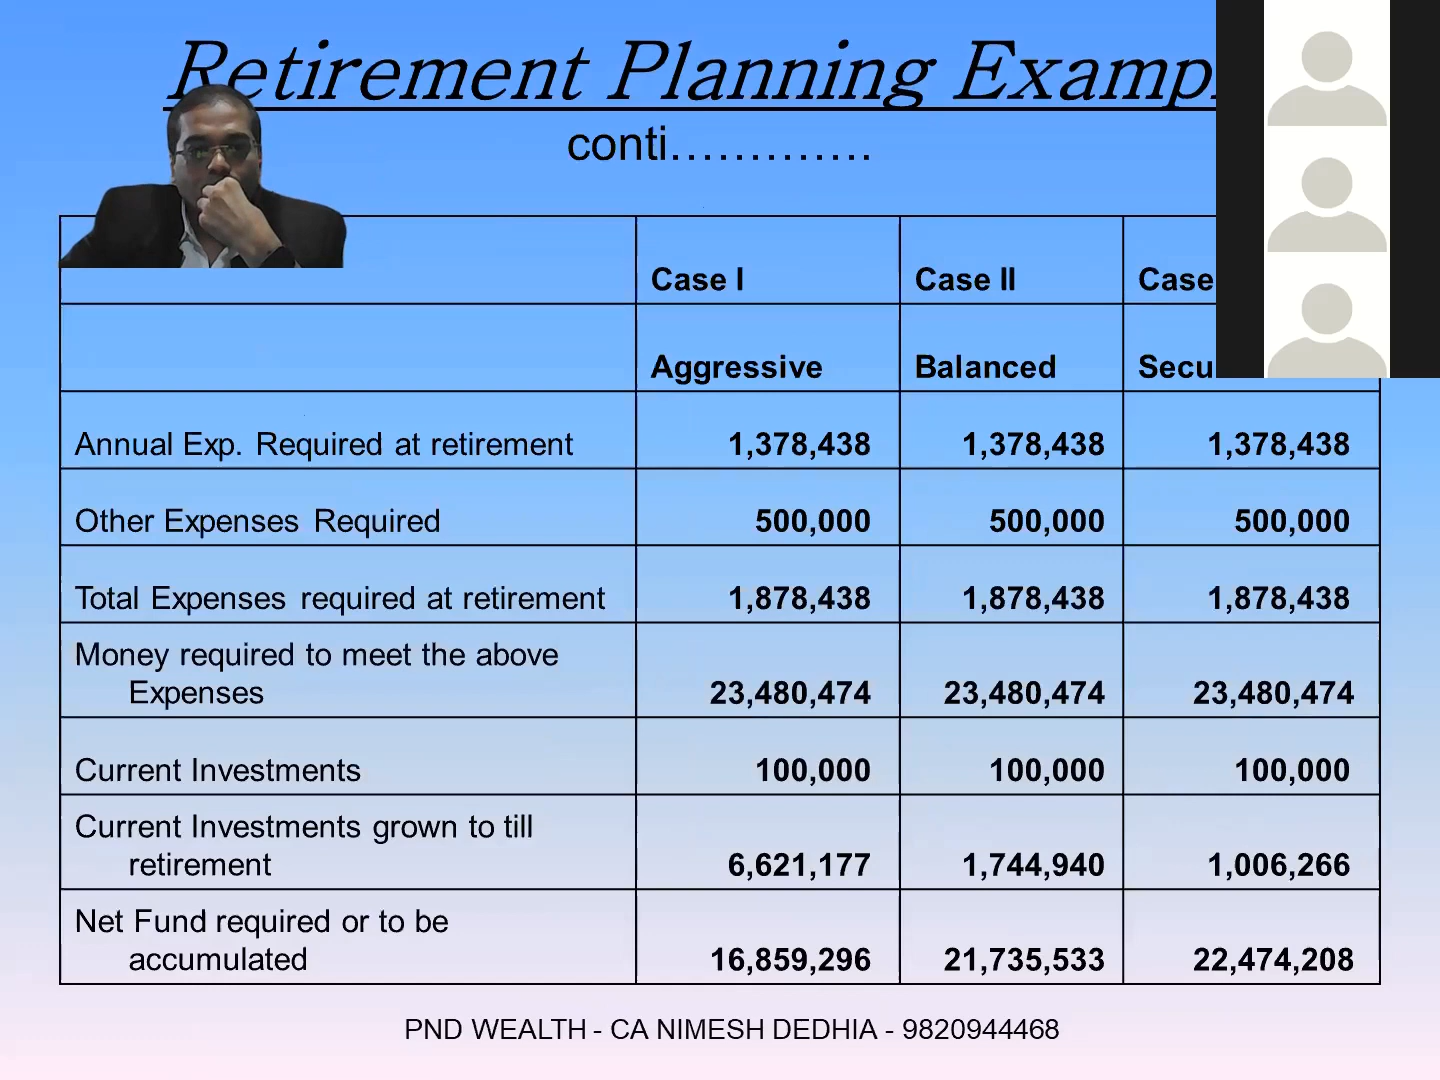 Retirement Planning
conti………….
Case I Case II Case
Aggressive Balanced
Annual Exp. Required at retirement 1,378,438 1,378,438 1,378,438
Other Expenses Required 500,000 500,000 500,000
Total Expenses required at retirement 1,878,438 1,878,438 1,878,438
Money required to meet the above
Expenses 23,480,474 23,480,474 23,480,474
Current Investments 100,000 100,000 100,000
Current Investments grown to till
retirement 6,621,177 1,744,940 1,006,266
Net Fund required or to be
accumulated 16,859,296 21,735,533 22,474,208
PND WEALTH - CA NIMESH DEDHIA - 9820944468